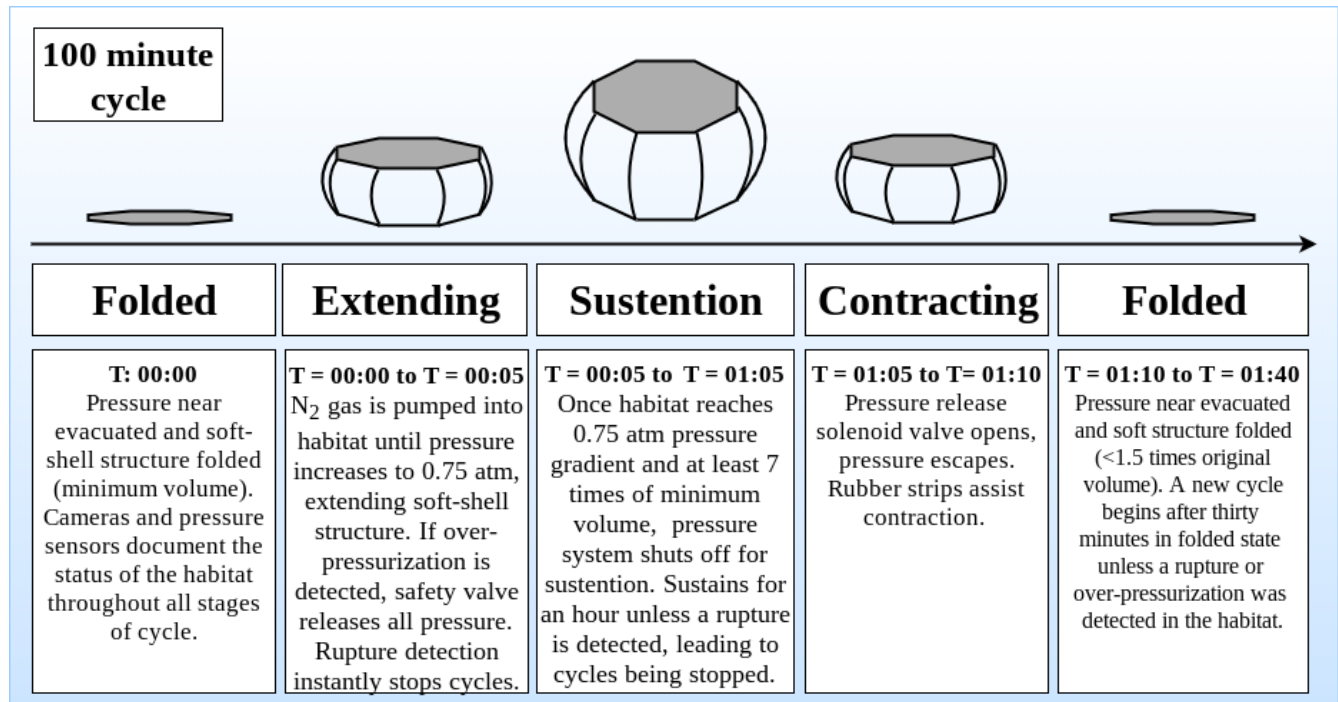 100 minute
cycle
Folded
Extending
Sustention
Contracting
Folded
T: 00:00
Pressure near
evacuated and soft-
shell structure folded
(minimum volume).
Cameras and pressure
sensors document the
status of the habitat
throughout all stages
of cycle.
T = 00:00 to T = 00:05
N2 gas is pumped into
habitat until pressure
increases to 0.75 atm,
extending soft-shell
structure. If over-
pressurization is
detected, safety valve
releases all pressure.
Rupture detection
instantly stops cycles.
T = 00:05 to T = 01:05
Once habitat reaches
0.75 atm pressure
gradient and at least 7
times of minimum
volume, pressure
system shuts off for
sustention. Sustains for
an hour unless a rupture
is detected, leading to
cycles being stopped.
T = 01:05 to T= 01:10
Pressure release
solenoid valve opens,
pressure escapes.
Rubber strips assist
contraction.
T = 01:10 to T = 01:40
Pressure near evacuated
and soft structure folded
(<1.5 times original
volume). A new cycle
begins after thirty
minutes in folded state
unless a rupture or
over-pressurization was
detected in the habitat.